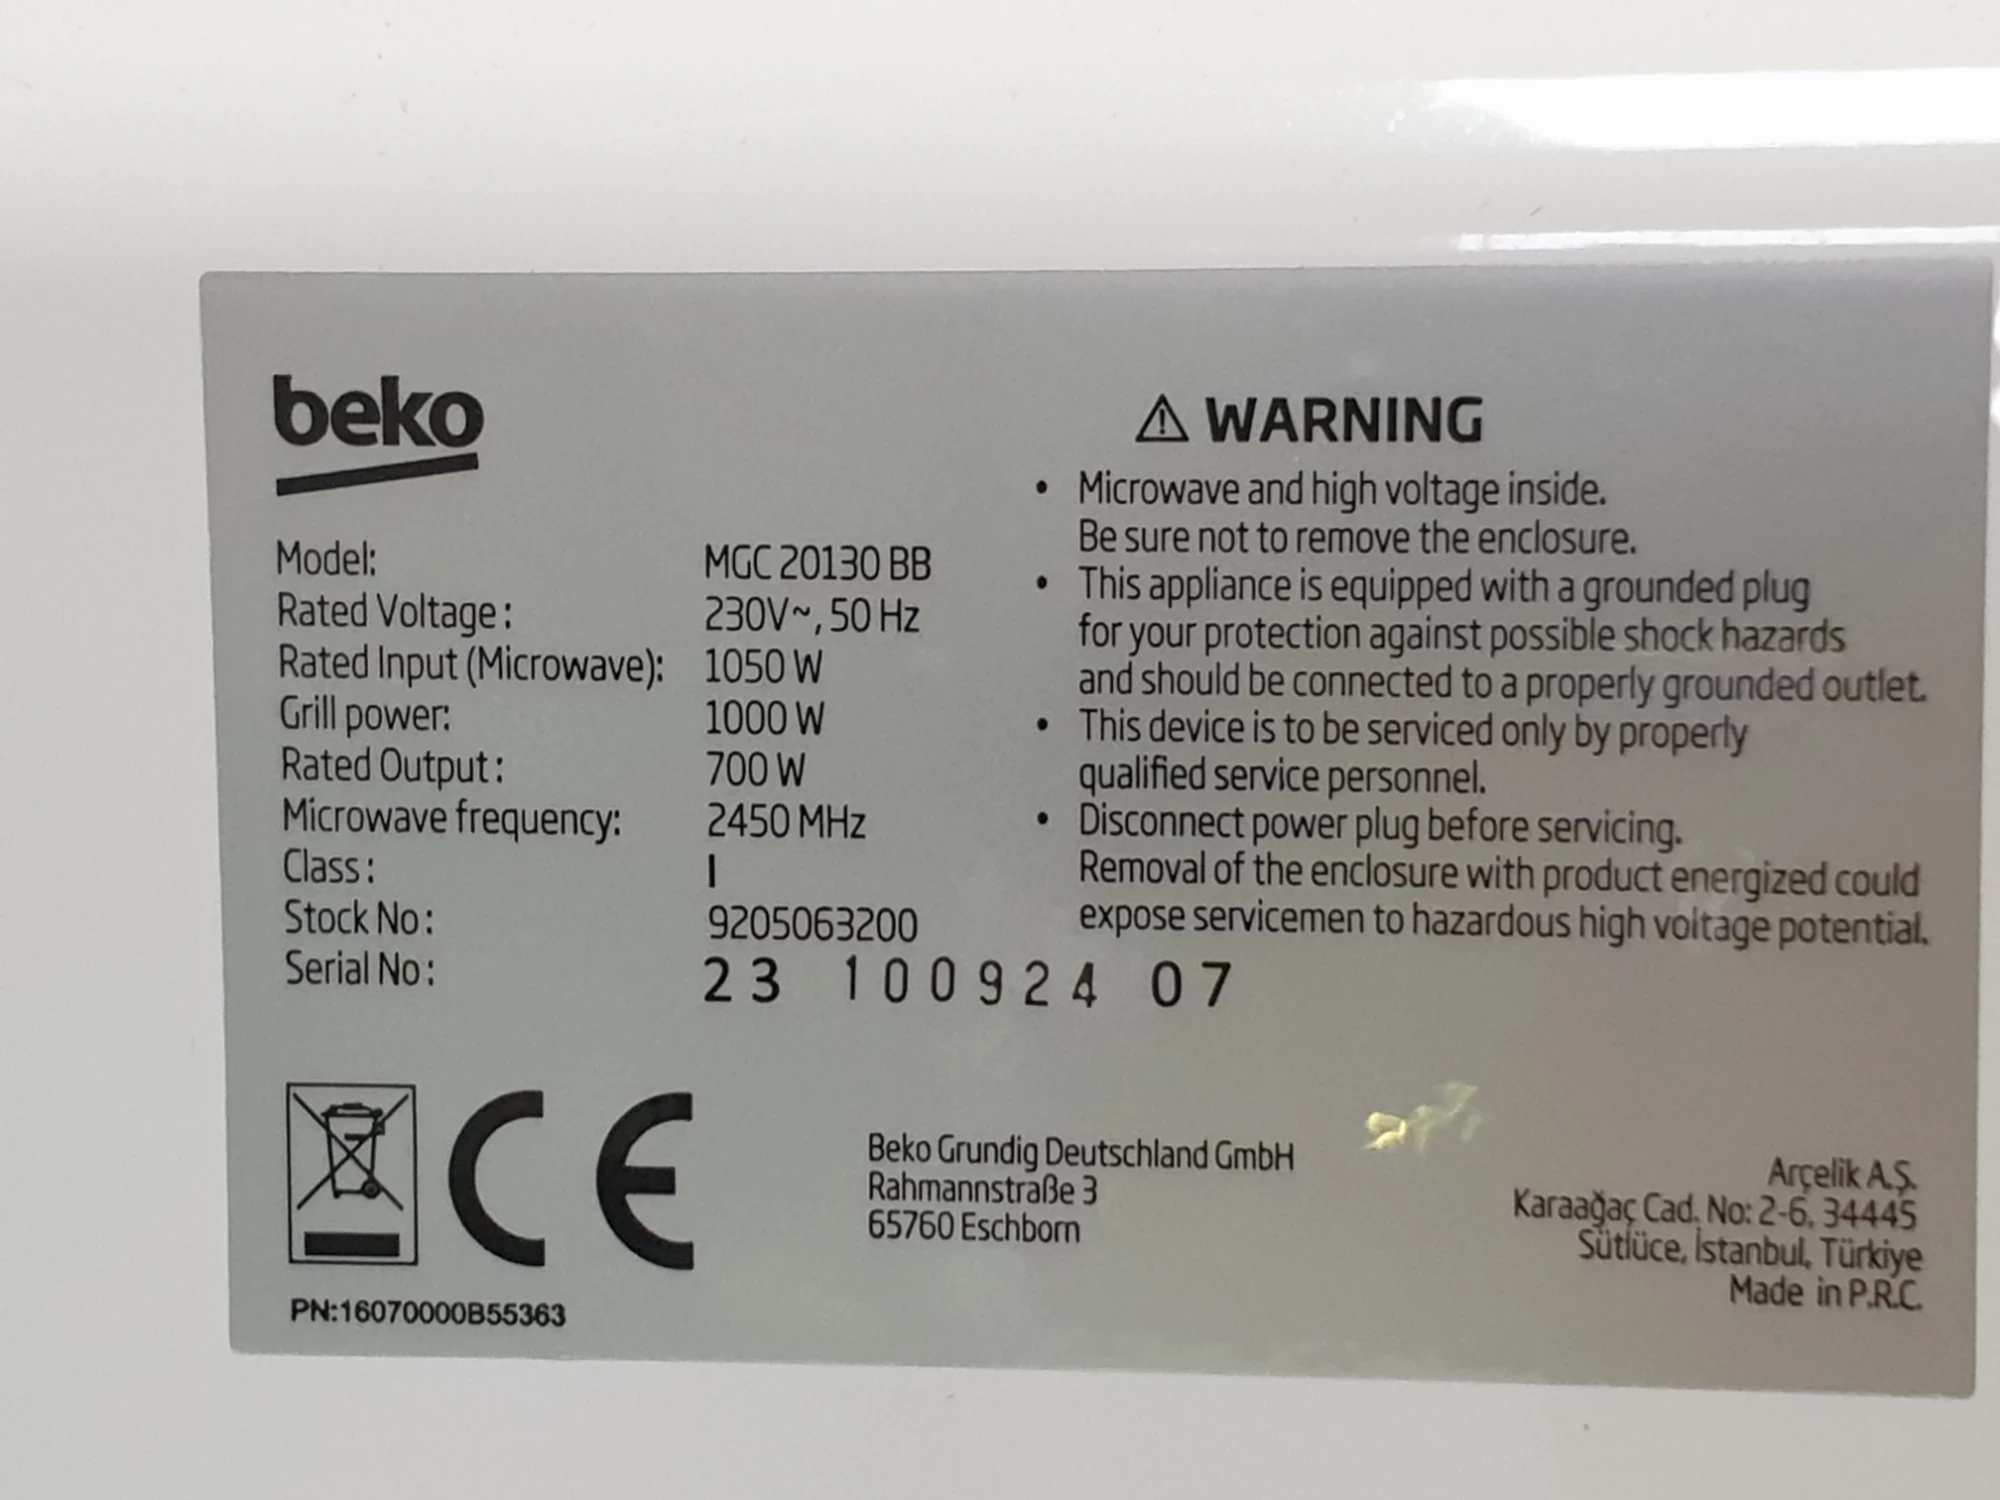 beko
Model: MGC 20130 BB
Rated Voltage: 230V~, 50 Hz
Rated Input (Microwave): 1050 W
Grill power: 1000 W
Rated Output: 700 W
Microwave frequency: 2450 MHz
Class: I
Stock No: 9205063200
Serial No: 23 100924 07
⚠ WARNING
• Microwave and high voltage inside.
Be sure not to remove the enclosure.
• This appliance is equipped with a grounded plug
for your protection against possible shock hazards
and should be connected to a properly grounded outlet.
• This device is to be serviced only by properly
qualified service personnel.
• Disconnect power plug before servicing.
Removal of the enclosure with product energized could
expose servicemen to hazardous high voltage potential.
CE
PN:16070000B55363
Beko Grundig Deutschland GmbH
Rahmannstraße 3
65760 Eschborn
Arçelik A.Ş.
Karaağaç Cad. No: 2-6, 34445
Sütlüce, İstanbul, Türkiye
Made in P.R.C.